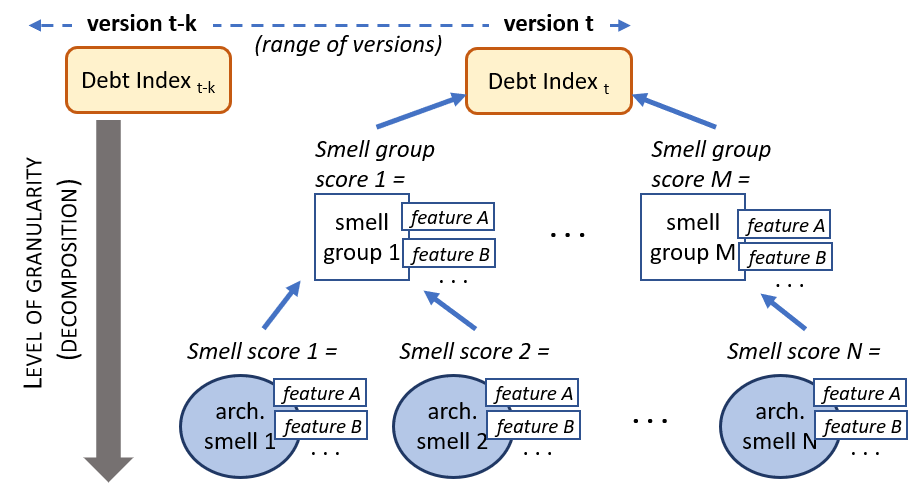 version t-k
version t
(range of versions)
Debt Index t-k
Debt Index t
LEVEL OF GRANULARITY
(DECOMPOSITION)
Smell group
score 1 =
Smell group
score M =
smell
group 1
feature A
feature B
. . .
. . .
smell
group M
feature A
feature B
. . .
Smell score 1 =
Smell score 2 =
Smell score N =
arch.
smell 1
feature A
feature B
. . .
arch.
smell 2
feature A
feature B
. . .
. . .
arch.
smell N
feature A
feature B
. . .